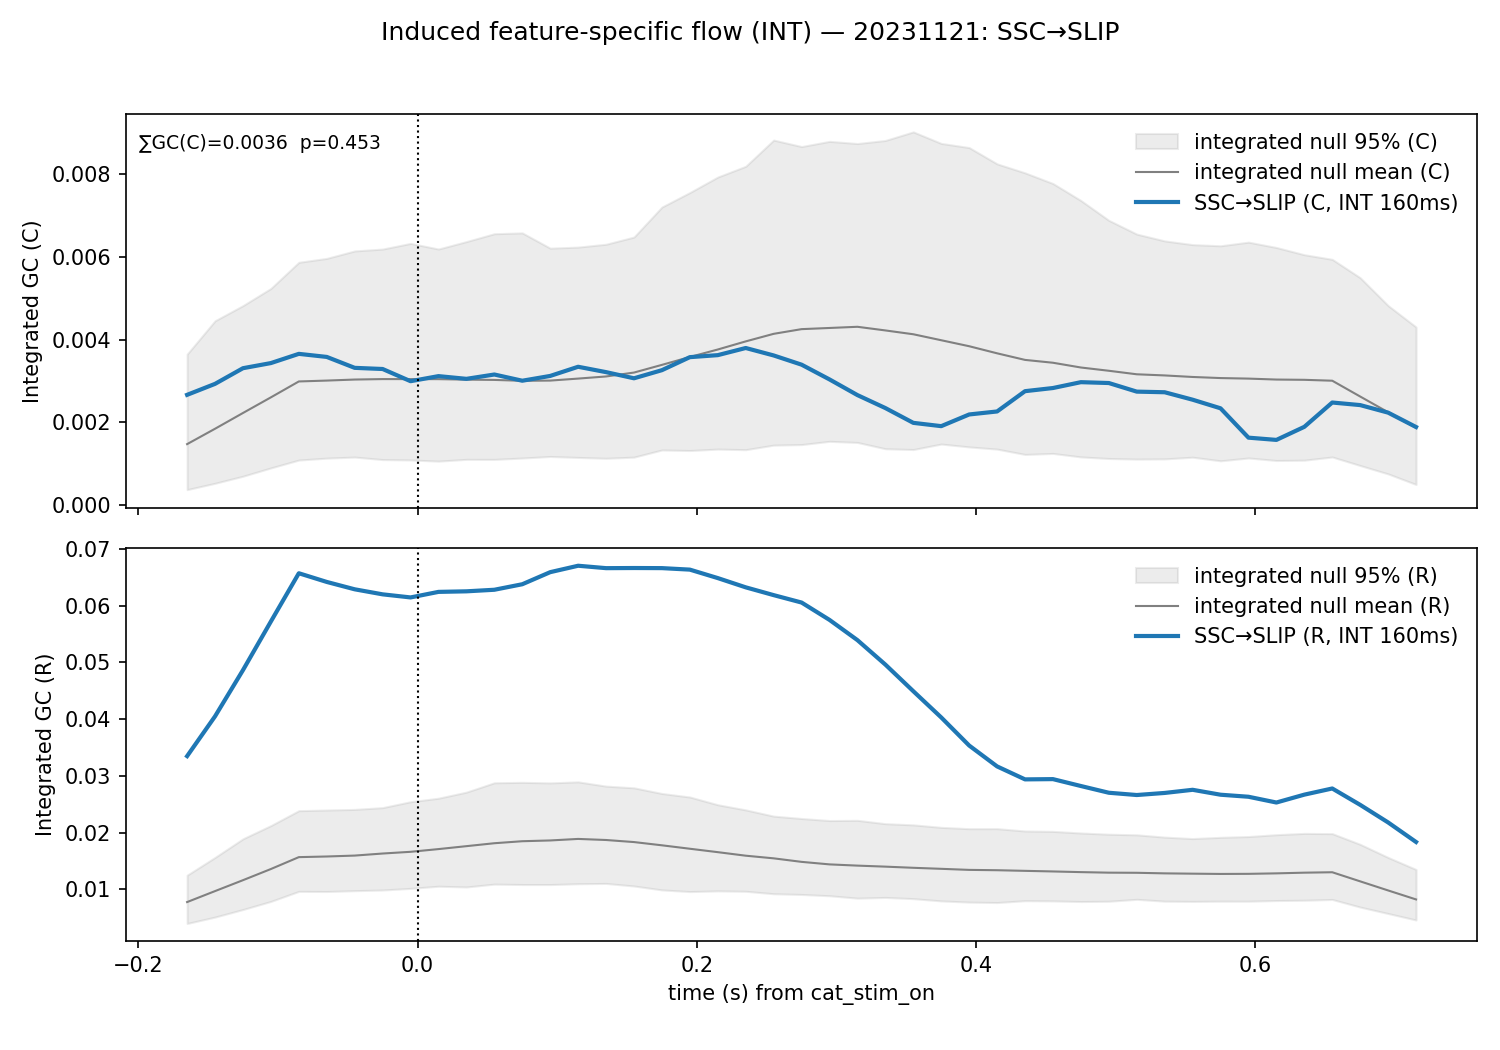 Induced feature-specific flow (INT) — 20231121: SSC→SLIP
∑GC(C)=0.0036  p=0.453
integrated null 95% (C)
integrated null mean (C)
SSC→SLIP (C, INT 160ms)
Integrated GC (C)
0.008
0.006
0.004
0.002
0.000
integrated null 95% (R)
integrated null mean (R)
SSC→SLIP (R, INT 160ms)
Integrated GC (R)
0.07
0.06
0.05
0.04
0.03
0.02
0.01
−0.2 0.0 0.2 0.4 0.6
time (s) from cat_stim_on